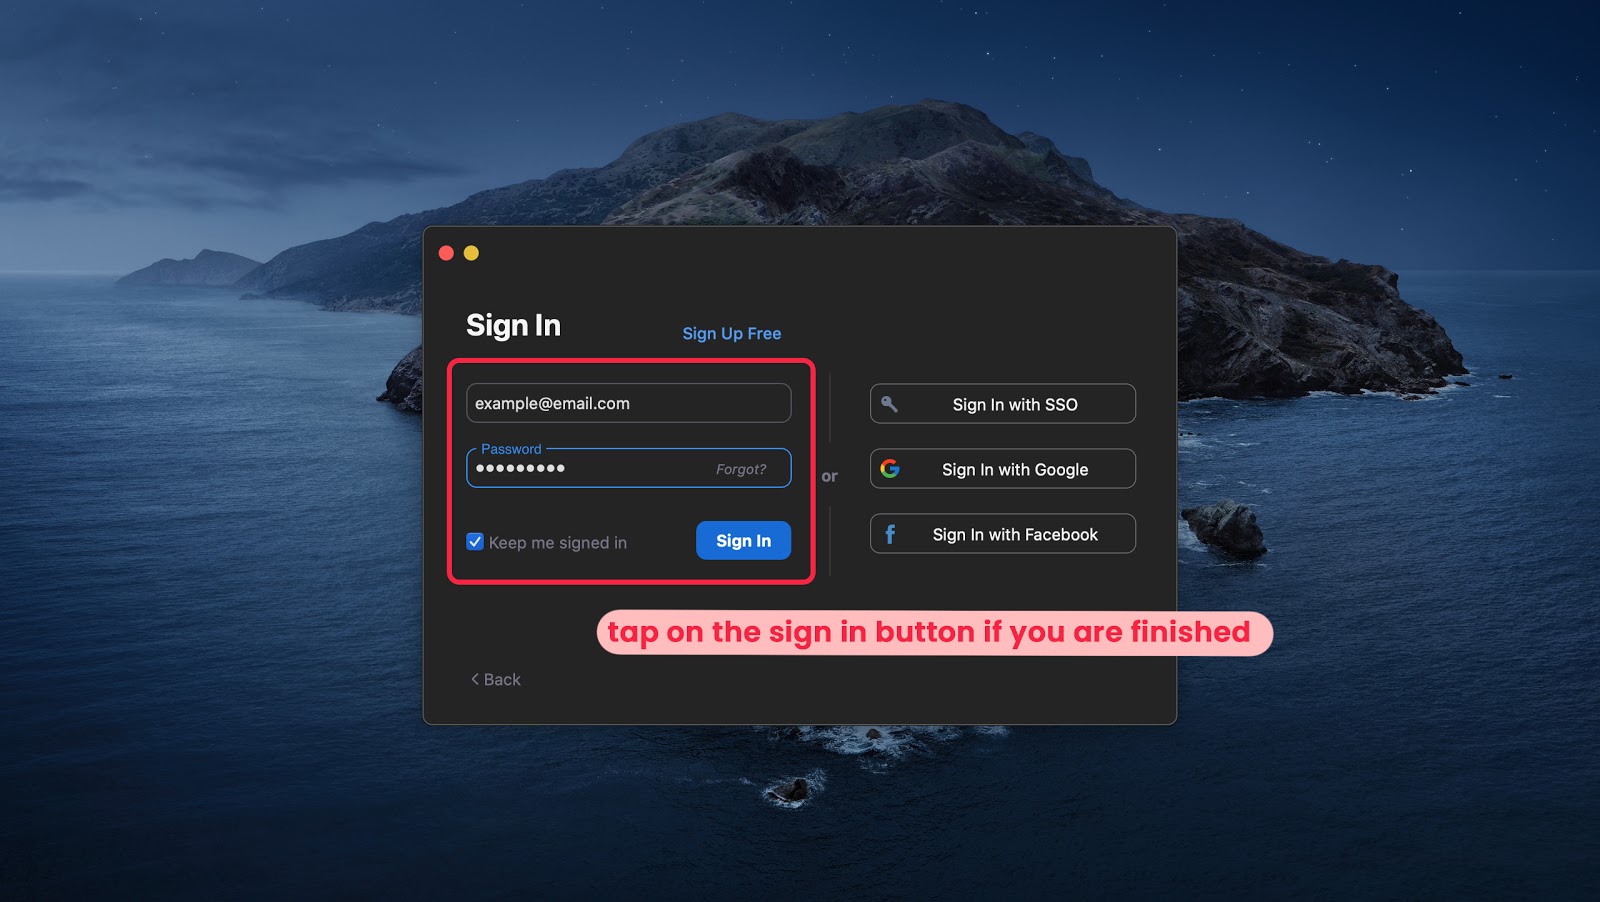 Sign In
Sign Up Free
example@email.com
Password
●●●●●●●●●
Forgot?
Keep me signed in
Sign In
or
Sign In with SSO
Sign In with Google
Sign In with Facebook
tap on the sign in button if you are finished
Back